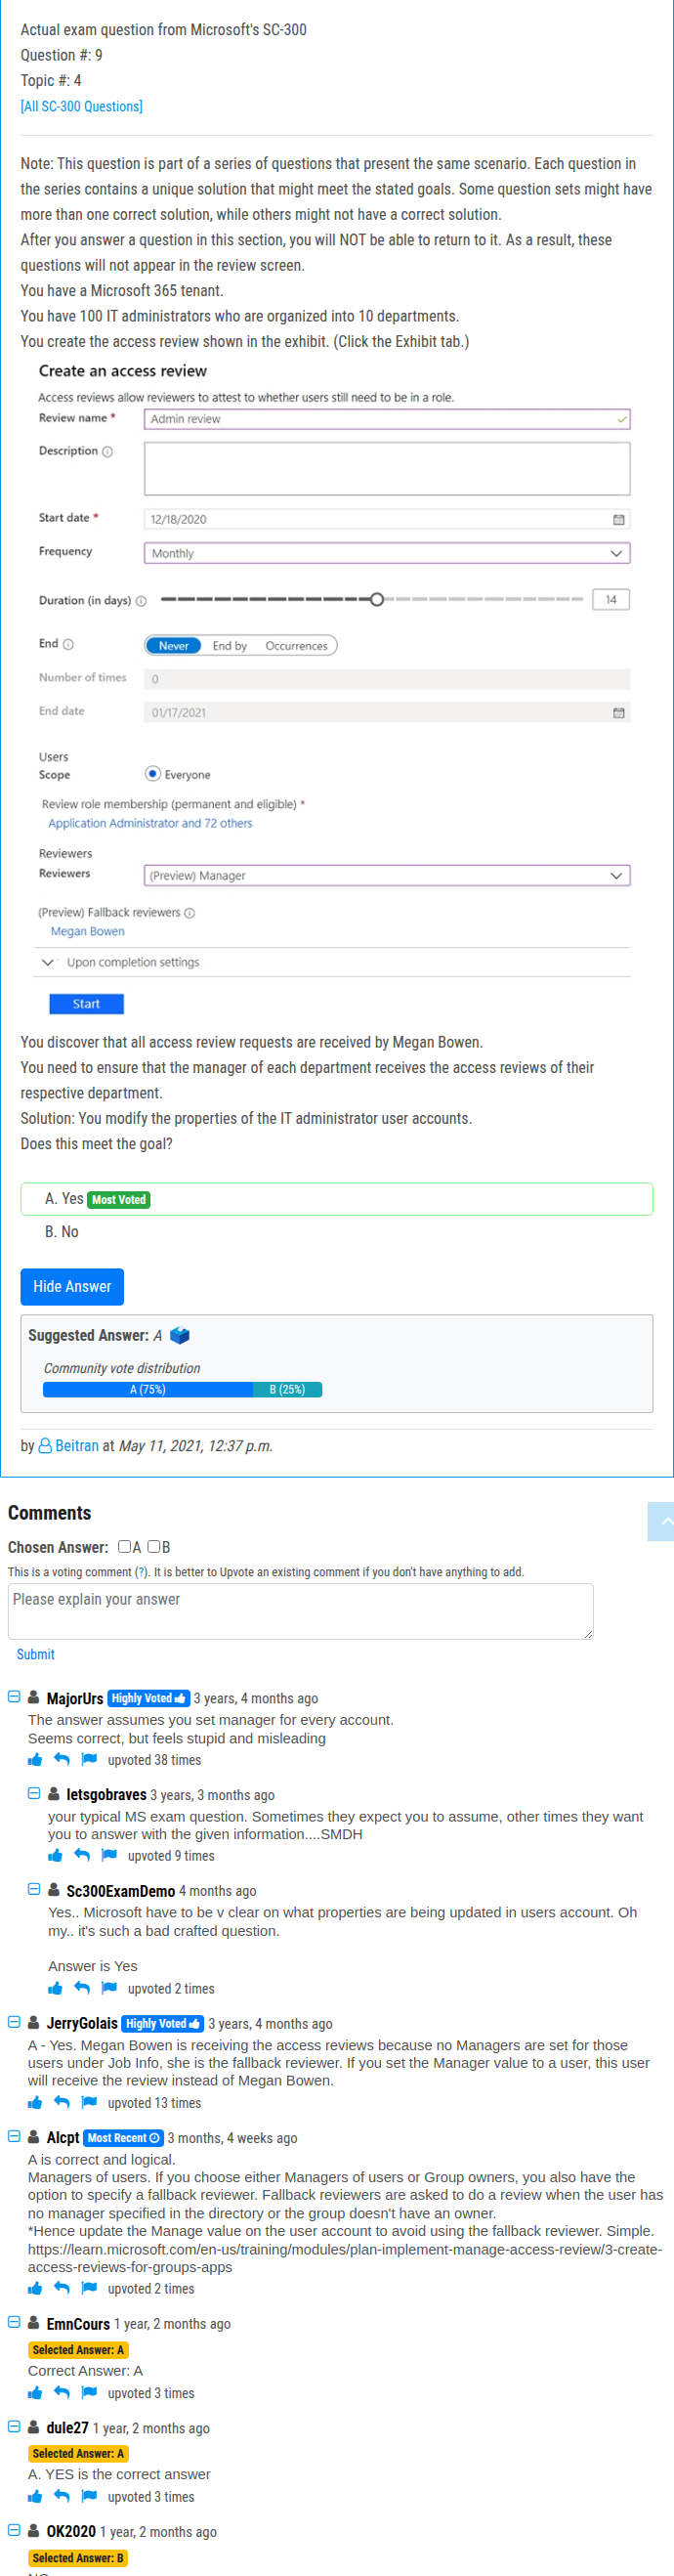 Actual exam question from Microsoft's SC-300
Question #: 9
Topic #: 4
[All SC-300 Questions]
Note: This question is part of a series of questions that present the same scenario. Each question in
the series contains a unique solution that might meet the stated goals. Some question sets might have
more than one correct solution, while others might not have a correct solution.
After you answer a question in this section, you will NOT be able to return to it. As a result, these
questions will not appear in the review screen.
You have a Microsoft 365 tenant.
You have 100 IT administrators who are organized into 10 departments.
You create the access review shown in the exhibit. (Click the Exhibit tab.)
Create an access review
Access reviews allow reviewers to attest to whether users still need to be in a role.
Review name * Admin review
Description
Start date * 12/18/2020
Frequency Monthly
Duration (in days) 14
End Never End by Occurrences
Number of times 0
End date 01/17/2021
Users
Scope Everyone
Review role membership (permanent and eligible) *
Application Administrator and 72 others
Reviewers
Reviewers (Preview) Manager
(Preview) Fallback reviewers
Megan Bowen
Upon completion settings
Start
You discover that all access review requests are received by Megan Bowen.
You need to ensure that the manager of each department receives the access reviews of their
respective department.
Solution: You modify the properties of the IT administrator user accounts.
Does this meet the goal?
A. Yes Most Voted
B. No
Hide Answer
Suggested Answer: A
Community vote distribution
A (75%) B (25%)
by Beitran at May 11, 2021, 12:37 p.m.
Comments
Chosen Answer: A B
This is a voting comment (?). It is better to Upvote an existing comment if you don't have anything to add.
Please explain your answer
Submit
MajorUrs Highly Voted 3 years, 4 months ago
The answer assumes you set manager for every account.
Seems correct, but feels stupid and misleading
upvoted 38 times
letsgobraves 3 years, 3 months ago
your typical MS exam question. Sometimes they expect you to assume, other times they want
you to answer with the given information....SMDH
upvoted 9 times
Sc300ExamDemo 4 months ago
Yes.. Microsoft have to be v clear on what properties are being updated in users account. Oh
my.. it's such a bad crafted question.
Answer is Yes
upvoted 2 times
JerryGolais Highly Voted 3 years, 4 months ago
A - Yes. Megan Bowen is receiving the access reviews because no Managers are set for those
users under Job Info, she is the fallback reviewer. If you set the Manager value to a user, this user
will receive the review instead of Megan Bowen.
upvoted 13 times
Alcpt Most Recent 3 months, 4 weeks ago
A is correct and logical.
Managers of users. If you choose either Managers of users or Group owners, you also have the
option to specify a fallback reviewer. Fallback reviewers are asked to do a review when the user has
no manager specified in the directory or the group doesn't have an owner.
*Hence update the Manage value on the user account to avoid using the fallback reviewer. Simple.
https://learn.microsoft.com/en-us/training/modules/plan-implement-manage-access-review/3-create-
access-reviews-for-groups-apps
upvoted 2 times
EmnCours 1 year, 2 months ago
Selected Answer: A
Correct Answer: A
upvoted 3 times
dule27 1 year, 2 months ago
Selected Answer: A
A. YES is the correct answer
upvoted 3 times
OK2020 1 year, 2 months ago
Selected Answer: B